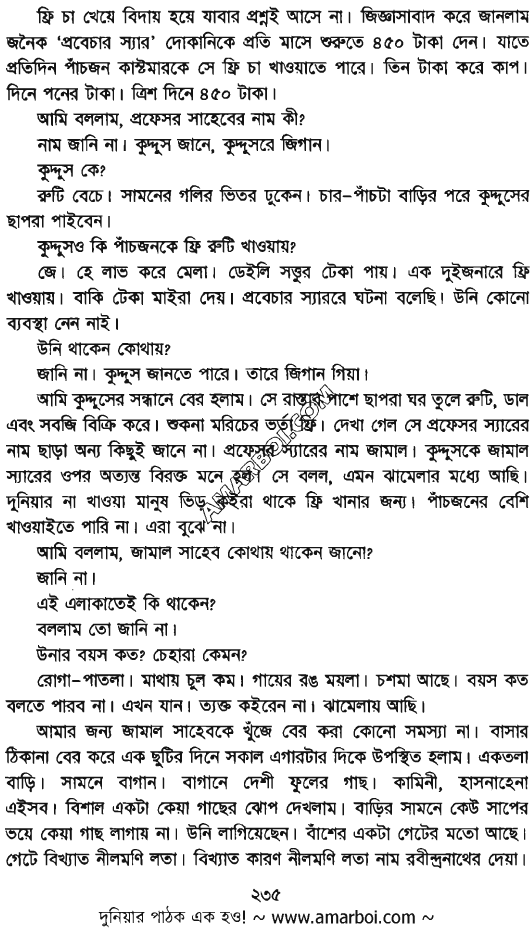 ফ্রি চা খেয়ে বিদায় হয়ে যাবার প্রশ্নই আসে না। জিজ্ঞাসাবাদ করে জানলাম
জনৈক 'প্রবেচার স্যার' দোকানিকে প্রতি মাসে শুরুতে ৪৫০ টাকা দেন। যাতে
প্রতিদিন পাঁচজন কাস্টমারকে সে ফ্রি চা খাওয়াতে পারে। তিন টাকা করে কাপ।
দিনে পনের টাকা। ত্রিশ দিনে ৪৫০ টাকা।
আমি বললাম, প্রফেসর সাহেবের নাম কী?
নাম জানি না। কুদ্দুস জানে, কুদ্দুসরে জিগান।
কুদ্দুস কে?
রুটি বেচে। সামনের গলির ভিতর ঢুকেন। চার-পাঁচটা বাড়ির পরে কুদ্দুসের
ছাপরা পাইবেন।
কুদ্দুসও কি পাঁচজনকে ফ্রি রুটি খাওয়ায়?
জে। হে লাভ করে মেলা। ডেইলি সত্তুর টেকা পায়। এক দুইজনারে ফ্রি
খাওয়ায়। বাকি টেকা মাইরা দেয়। প্রবেচার স্যাররে ঘটনা বলেছি। উনি কোনো
ব্যবস্থা নেন নাই।
উনি থাকেন কোথায়?
জানি না। কুদ্দুস জানতে পারে। তারে জিগান গিয়া।
আমি কুদ্দুসের সন্ধানে বের হলাম। সে রাস্তার পাশে ছাপরা ঘর তুলে রুটি, ডাল
এবং সবজি বিক্রি করে। শুকনা মরিচের ভর্তা ফ্রি। দেখা গেল সে প্রফেসর স্যারের
নাম ছাড়া অন্য কিছুই জানে না। প্রফেসর স্যারের নাম জামাল। কুদ্দুসকে জামাল
স্যারের ওপর অত্যন্ত বিরক্ত মনে হল। সে বলল, এমন ঝামেলার মধ্যে আছি।
দুনিয়ার না খাওয়া মানুষ ভিড় কইরা থাকে ফ্রি খানার জন্য। পাঁচজনের বেশি
খাওয়াইতে পারি না। এরা বুঝে না।
আমি বললাম, জামাল সাহেব কোথায় থাকেন জানো?
জানি না।
এই এলাকাতেই কি থাকেন?
বললাম তো জানি না।
উনার বয়স কত? চেহারা কেমন?
রোগা-পাতলা। মাথায় চুল কম। গায়ের রঙ ময়লা। চশমা আছে। বয়স কত
বলতে পারব না। এখন যান। ত্যক্ত কইরেন না। ঝামেলায় আছি।
আমার জন্য জামাল সাহেবকে খুঁজে বের করা কোনো সমস্যা না। বাসার
ঠিকানা বের করে এক ছুটির দিনে সকাল এগারটার দিকে উপস্থিত হলাম। একতলা
বাড়ি। সামনে বাগান। বাগানে দেশী ফুলের গাছ। কামিনী, হাসনাহেনা
এইসব। বিশাল একটা কেয়া গাছের ঝোপ দেখলাম। বাড়ির সামনে কেউ সাপের
ভয়ে কেয়া গাছ লাগায় না। উনি লাগিয়েছেন। বাঁশের একটা গেটের মতো আছে।
গেটে বিখ্যাত নীলমণি লতা। বিখ্যাত কারণ নীলমণি লতা নাম রবীন্দ্রনাথের দেয়া।
AMARBOI.COM
২৩৫
দুনিয়ার পাঠক এক হও! ~ www.amarboi.com ~